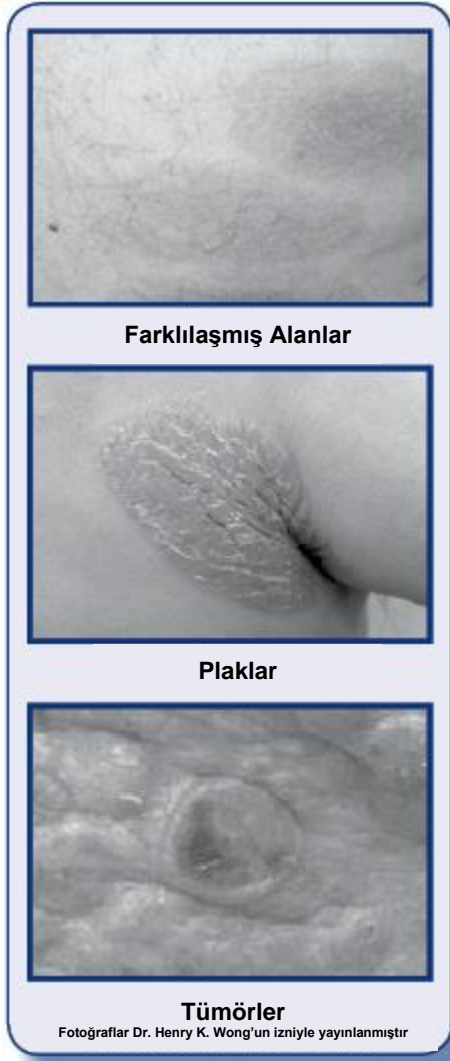 Farklılaşmış Alanlar
Plaklar
Tümörler
Fotoğraflar Dr. Henry K. Wong'un izniyle yayınlanmıştır